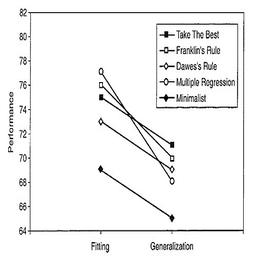 82
80
78
76
74
72
70
68
66
64
Performance
Take The Best
Franklin's Rule
Dawes's Rule
Multiple Regression
Minimalist
Fitting
Generalization